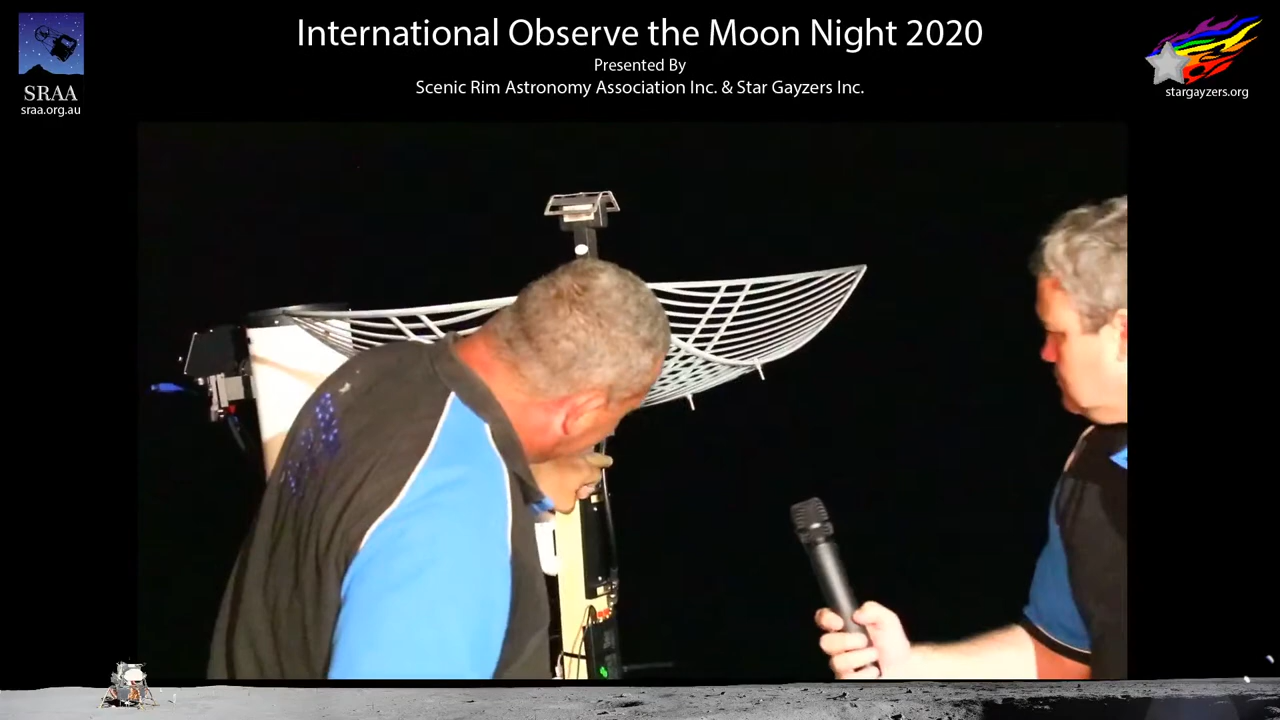 International Observe the Moon Night 2020
Presented By
Scenic Rim Astronomy Association Inc. & Star Gayzers Inc.
SRAA
sraa.org.au
stargayzers.org